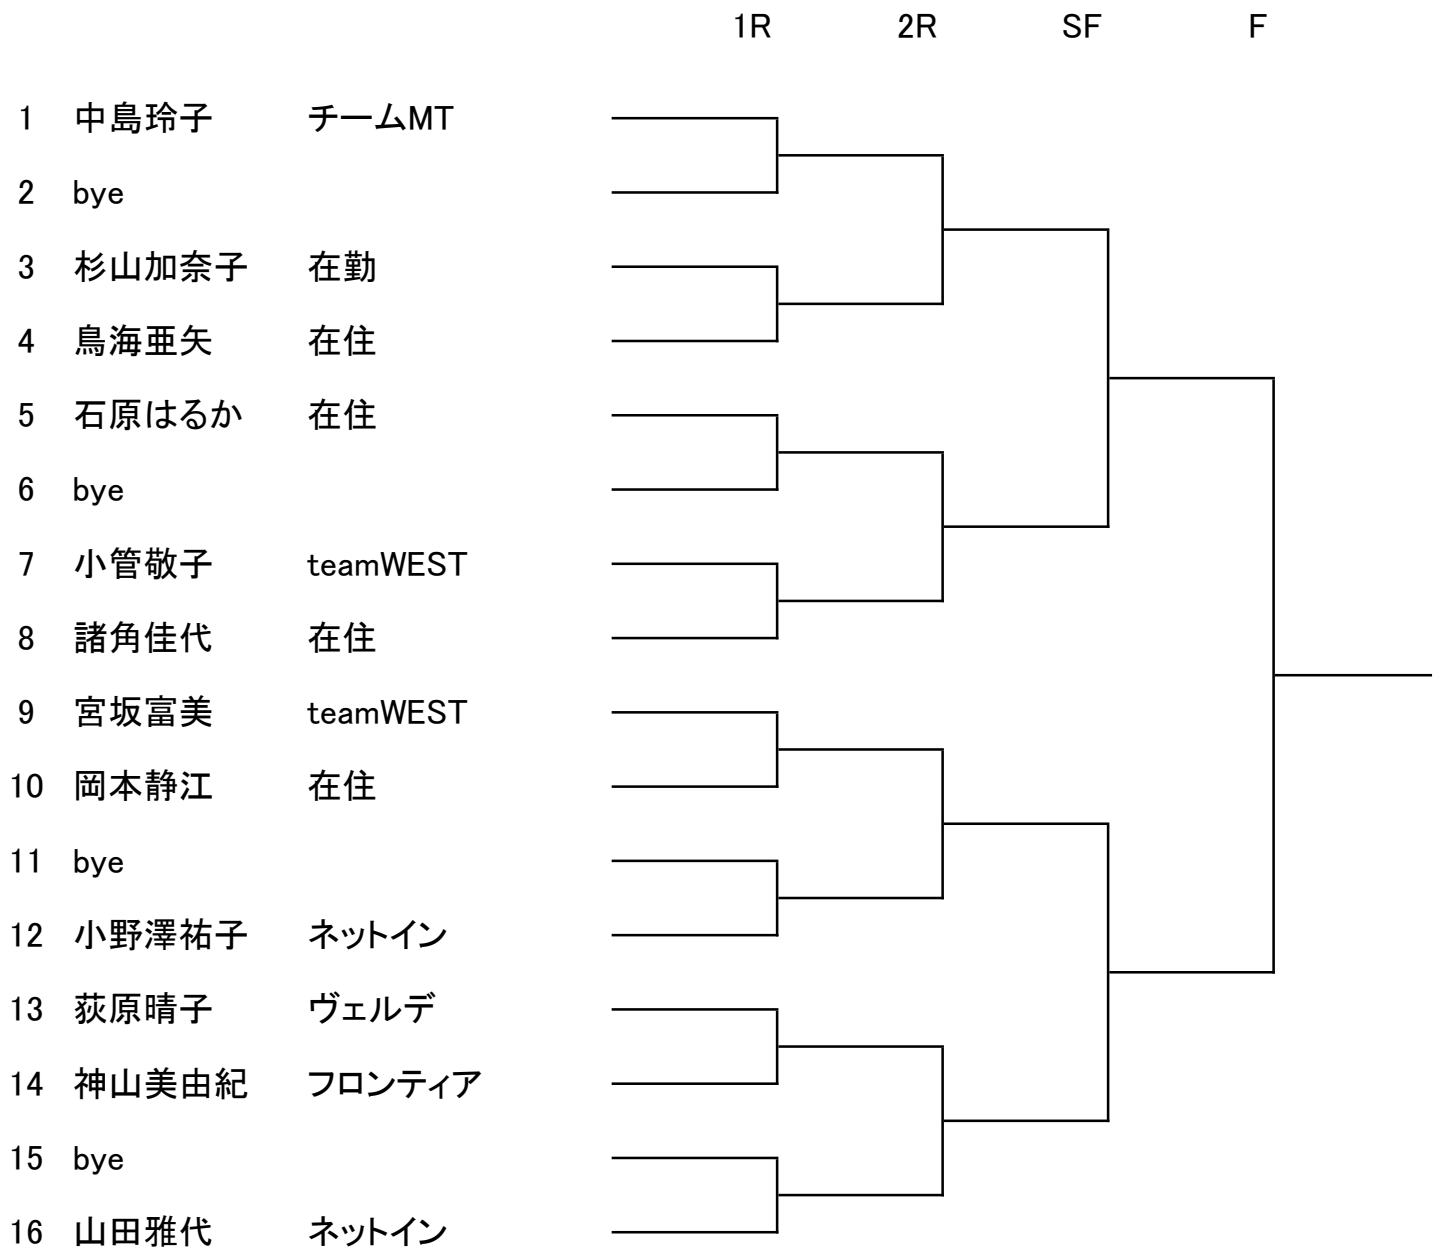 1R 2R SF F
1 中島玲子 チームMT
2 bye
3 杉山加奈子 在勤
4 鳥海亜矢 在住
5 石原はるか 在住
6 bye
7 小管敬子 teamWEST
8 諸角佳代 在住
9 宮坂富美 teamWEST
10 岡本静江 在住
11 bye
12 小野澤祐子 ネットイン
13 荻原晴子 ヴェルデ
14 神山美由紀 フロンティア
15 bye
16 山田雅代 ネットイン